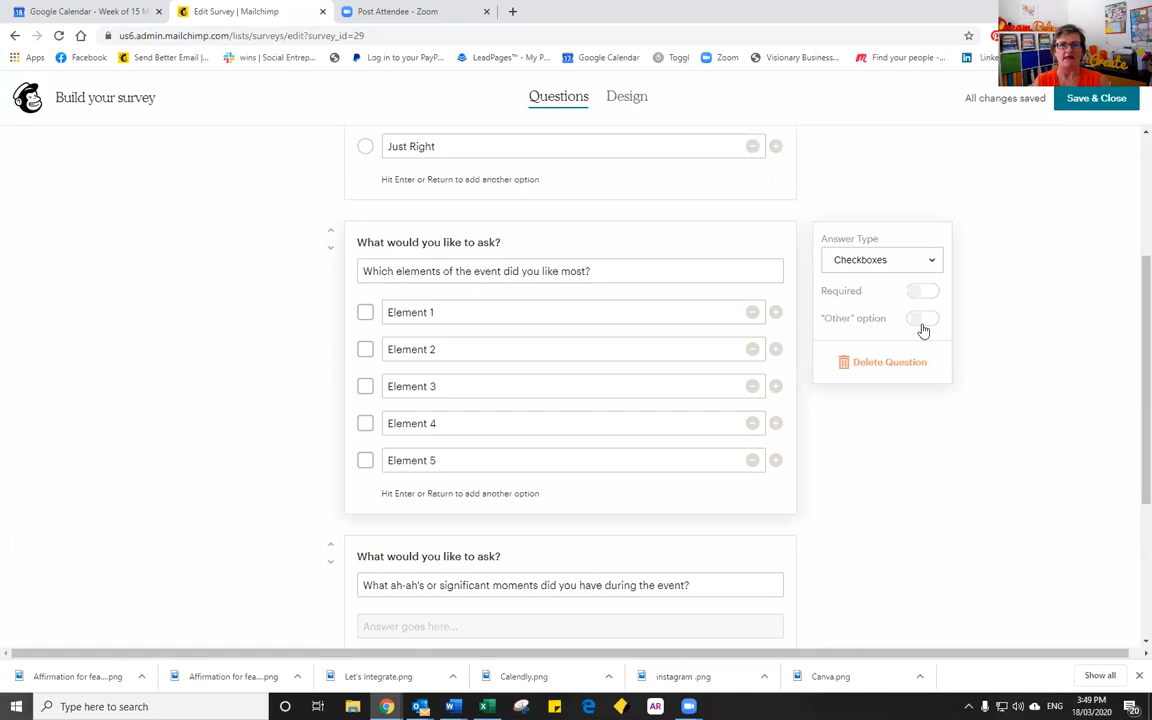 Google Calendar - Week of 15 M
Edit Survey | Mailchimp
Post Attendee - Zoom
us6.admin.mailchimp.com/lists/surveys/edit?survey_id=29
Apps
Facebook
Send Better Email |...
wins | Social Entrep...
Log in to your PayP...
LeadPages™ - My P...
Google Calendar
Toggl
Zoom
Visionary Business...
Find your people -...
Linked
Create
Build your survey
Questions
Design
All changes saved
Save & Close
Just Right
Hit Enter or Return to add another option
What would you like to ask?
Which elements of the event did you like most?
Element 1
Element 2
Element 3
Element 4
Element 5
Hit Enter or Return to add another option
Answer Type
Checkboxes
Required
"Other" option
Delete Question
What would you like to ask?
What ah-ah's or significant moments did you have during the event?
Answer goes here...
Affirmation for fea....png
Affirmation for fea....png
Let's Integrate.png
Calendly.png
instagram .png
Canva.png
Show all
Type here to search
AR
ENG
3:49 PM
18/03/2020
20